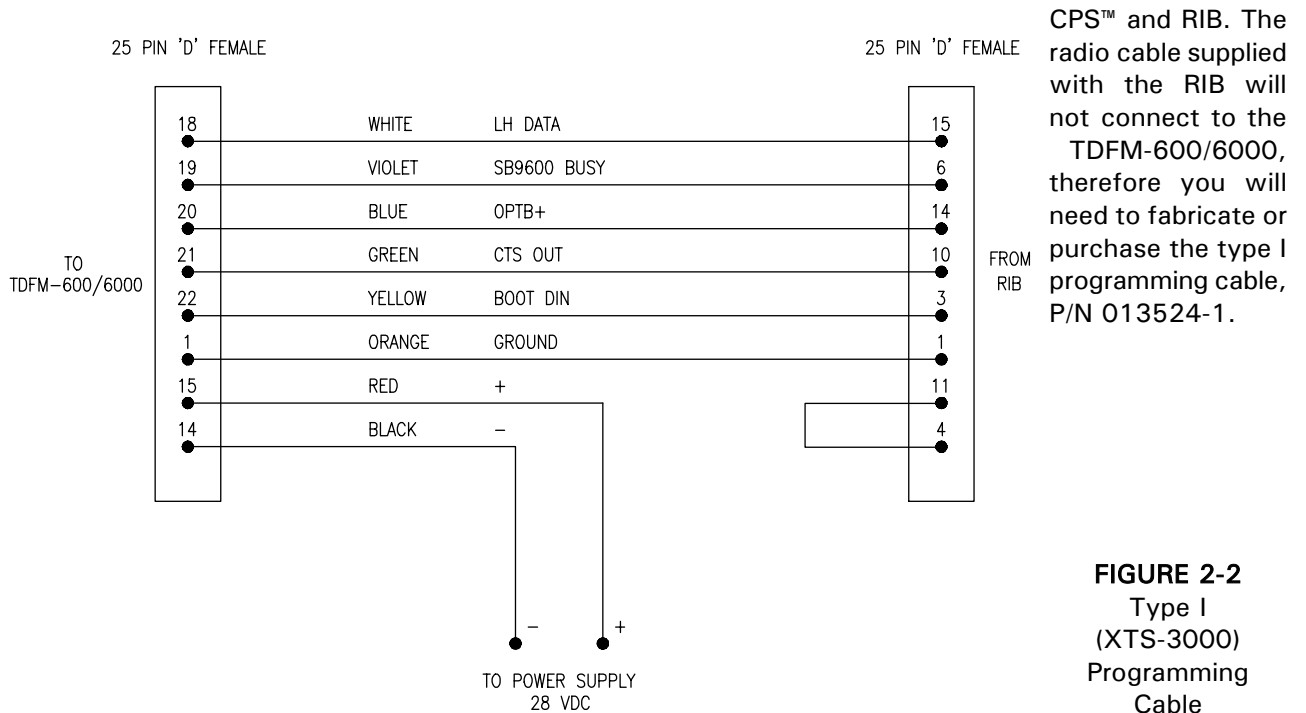 CPS™ and RIB. The
radio cable supplied
with the RIB will
not connect to the
TDFM-600/6000,
therefore you will
need to fabricate or
purchase the type I
programming cable,
P/N 013524-1.
25 PIN 'D' FEMALE
25 PIN 'D' FEMALE
18 WHITE LH DATA 15
19 VIOLET SB9600 BUSY 6
20 BLUE OPTB+ 14
21 GREEN CTS OUT 10
22 YELLOW BOOT DIN 3
1 ORANGE GROUND 1
15 RED + 11
14 BLACK − 4
TO
TDFM-600/6000
FROM
RIB
− +
TO POWER SUPPLY
28 VDC
FIGURE 2-2
Type I
(XTS-3000)
Programming
Cable